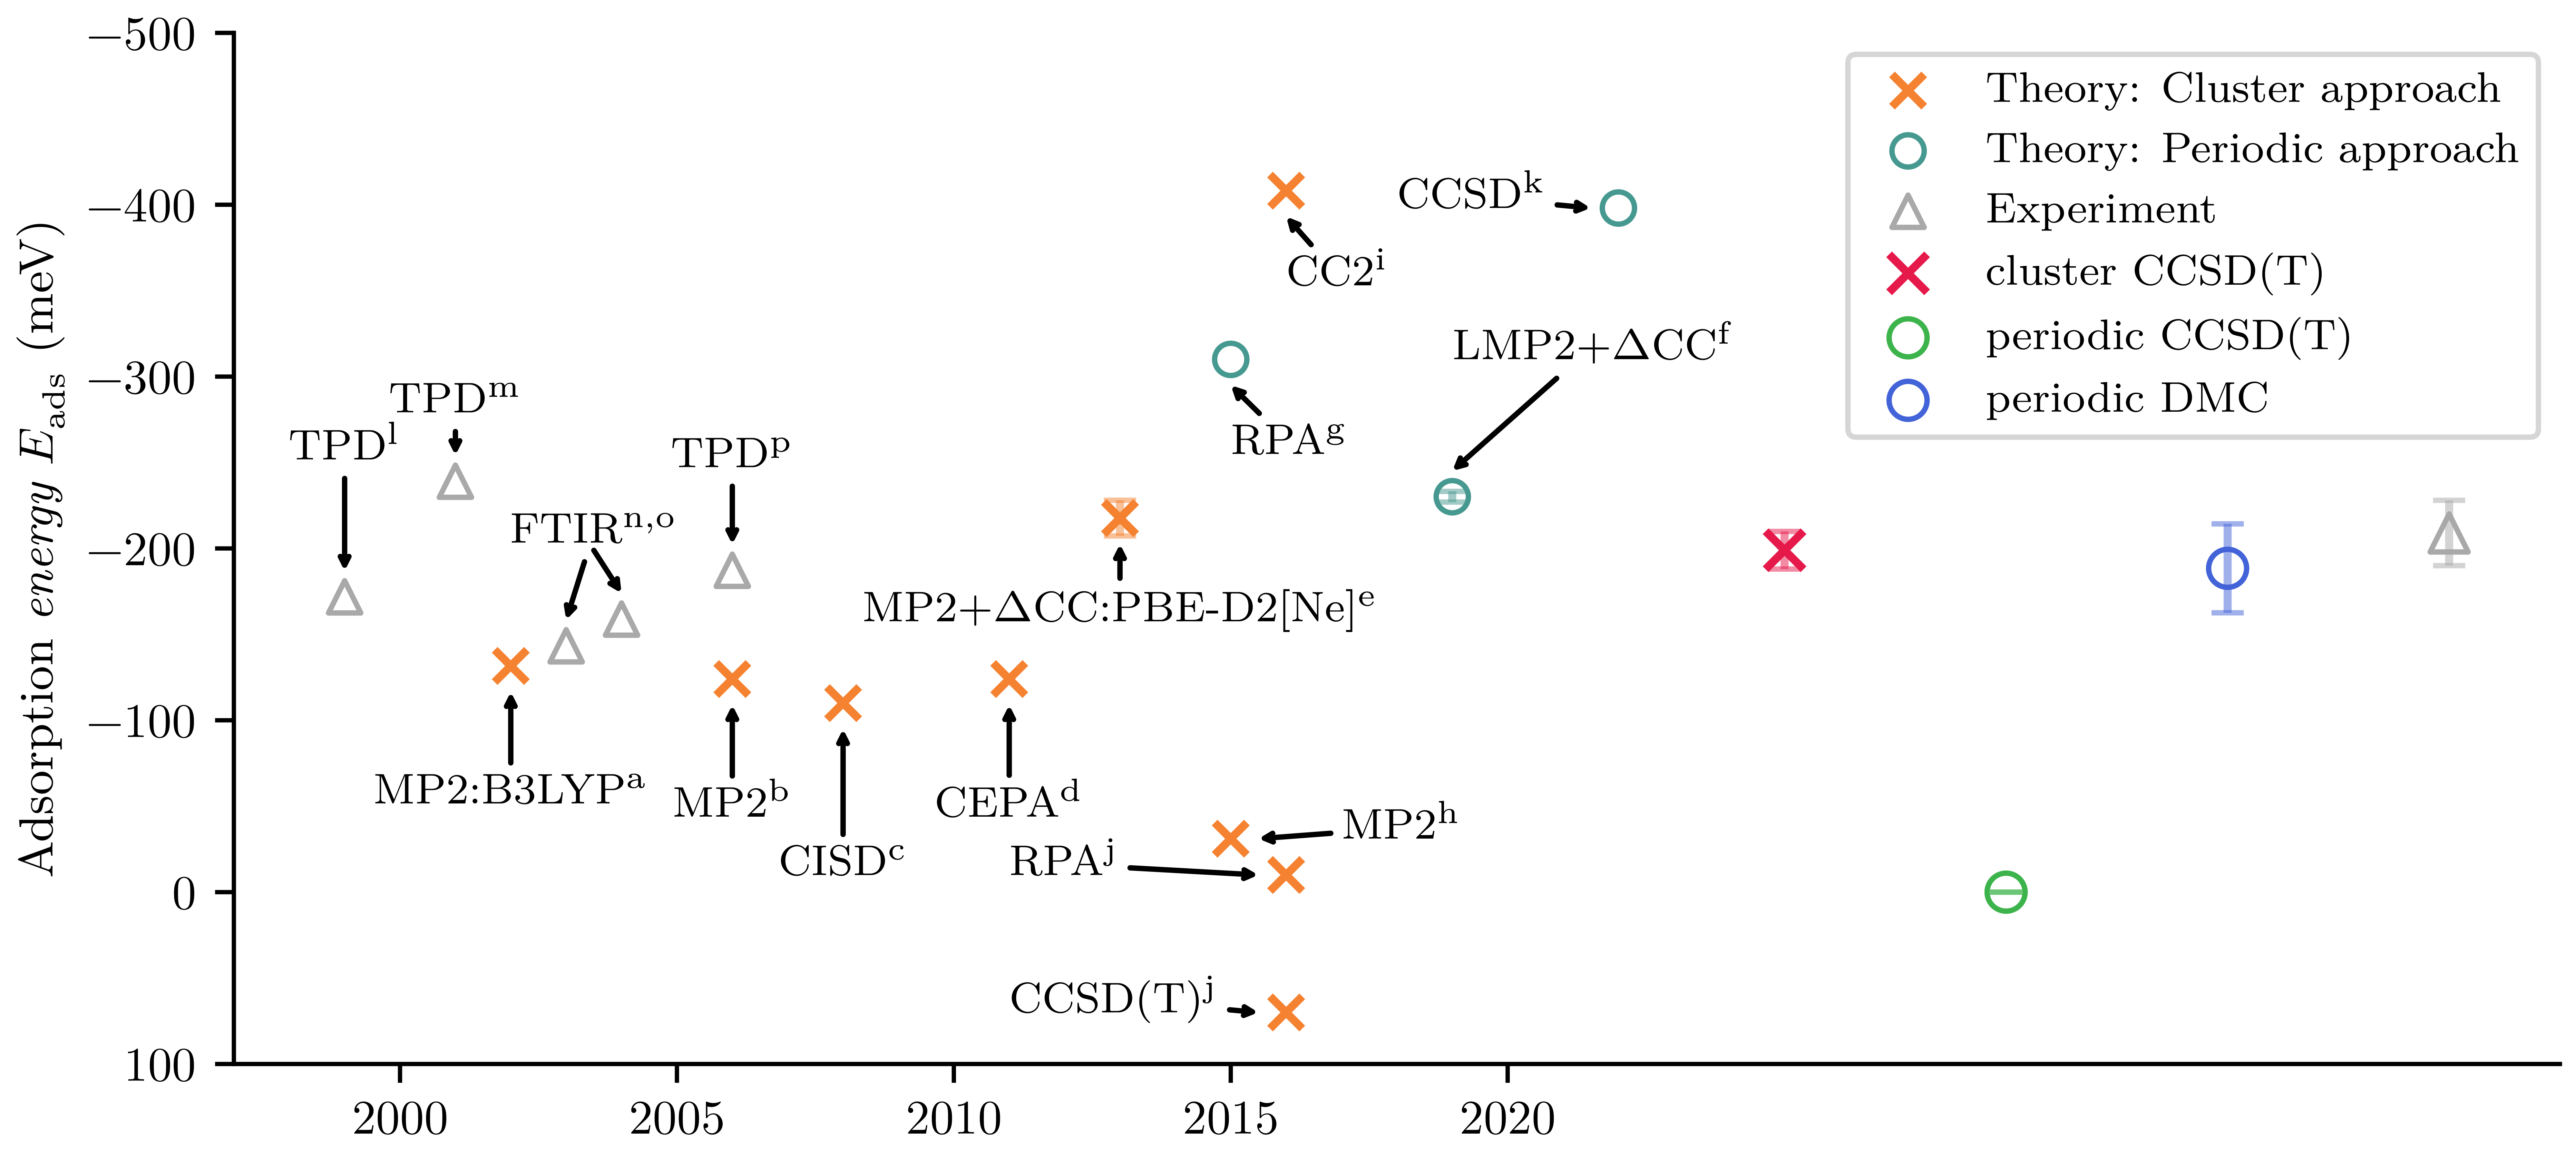 Adsorption energy E_ads (meV)
−500
−400
−300
−200
−100
0
100
2000
2005
2010
2015
2020
Theory: Cluster approach
Theory: Periodic approach
Experiment
cluster CCSD(T)
periodic CCSD(T)
periodic DMC
CCSD^k
CC2^i
LMP2+ΔCC^f
TPD^m
TPD^l
RPA^g
TPD^p
FTIR^n,o
MP2+ΔCC:PBE-D2[Ne]^e
MP2:B3LYP^a
MP2^b
CEPA^d
MP2^h
CISD^c
RPA^j
CCSD(T)^j